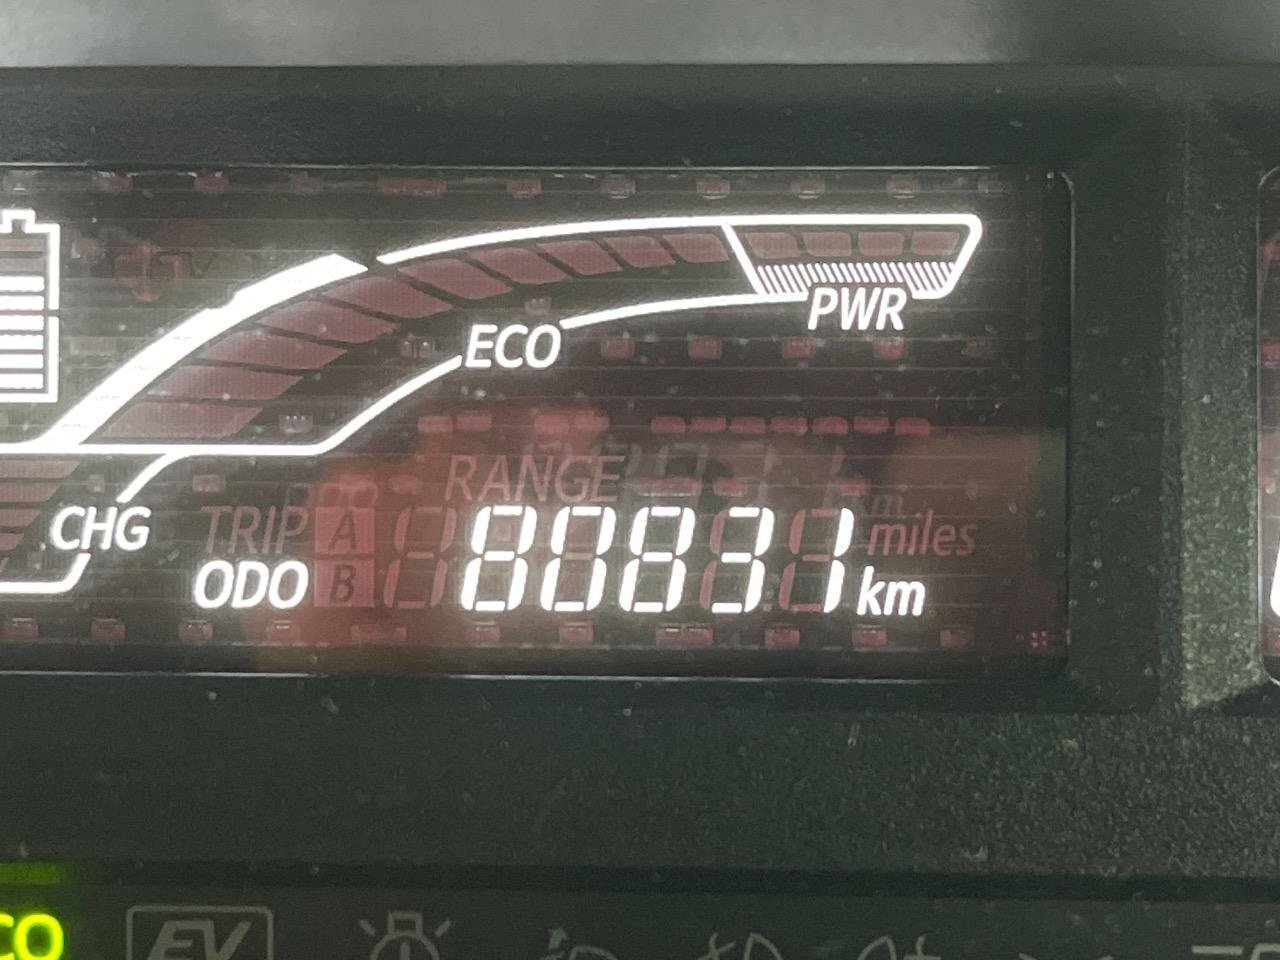 PWR
ECO
RANGE
CHG
TRIP A miles
ODO B 80831 km
EV